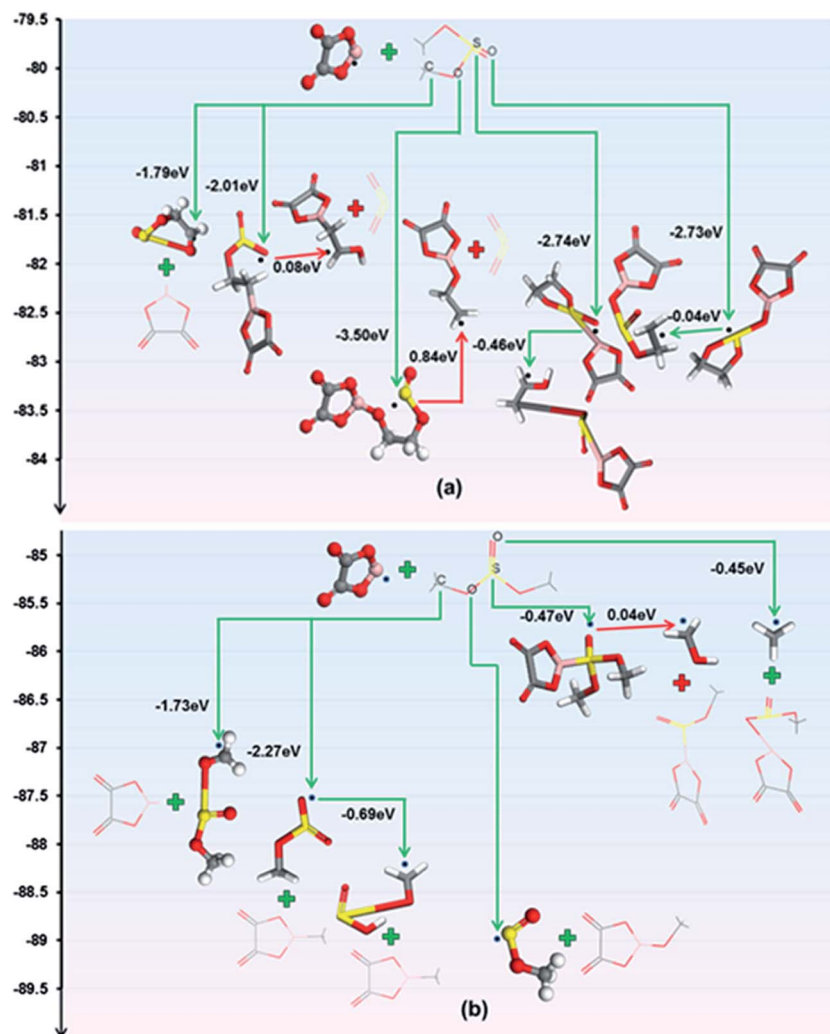 -79.5
-80
-80.5
-81
-81.5
-82
-82.5
-83
-83.5
-84
S
O
C
O
-1.79eV
-2.01eV
0.08eV
-3.50eV
0.84eV
-2.74eV
-0.46eV
-2.73eV
-0.04eV
(a)
-85
-85.5
-86
-86.5
-87
-87.5
-88
-88.5
-89
-89.5
O
S
C
O
-0.45eV
-0.47eV
0.04eV
-1.73eV
-2.27eV
-0.69eV
(b)